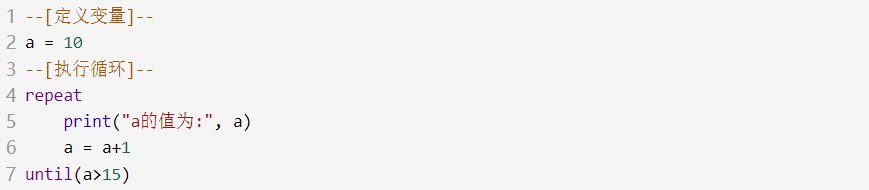 1 --[定义变量]--
2 a = 10
3 --[执行循环]--
4 repeat
5     print("a的值为:", a)
6     a = a+1
7 until(a>15)